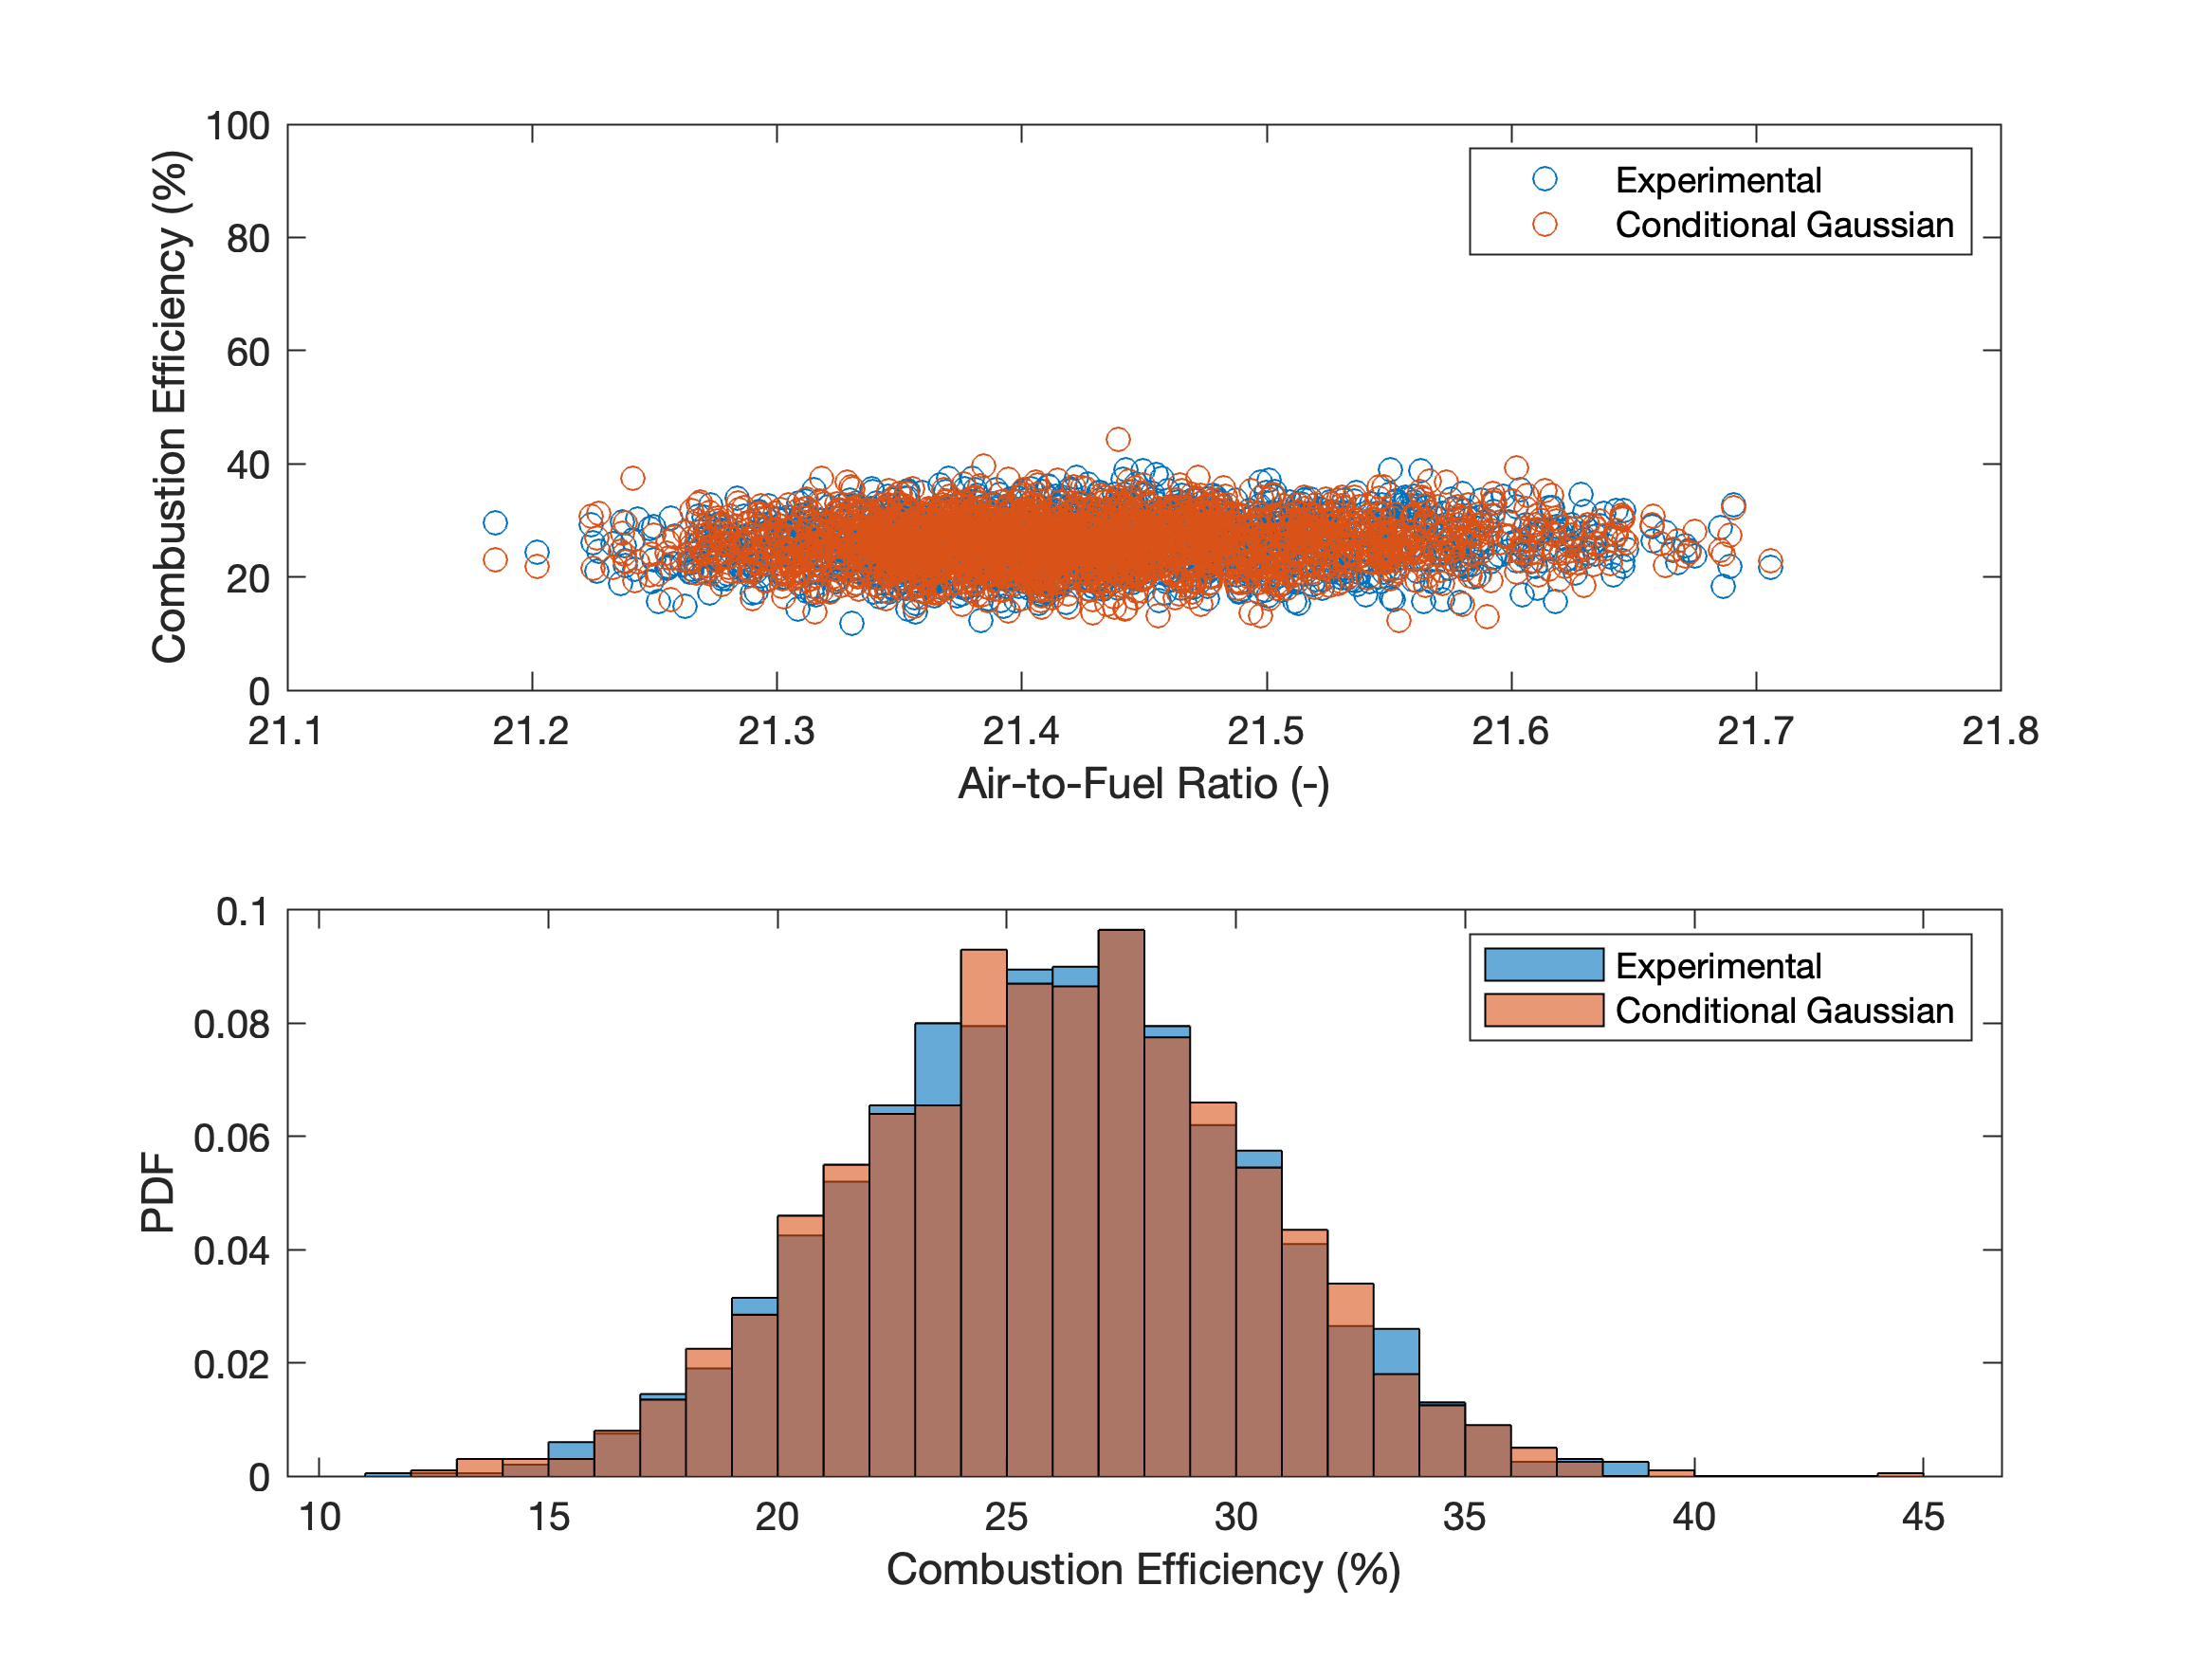 100
80
60
40
20
0
Combustion Efficiency (%)
Experimental
Conditional Gaussian
21.1 21.2 21.3 21.4 21.5 21.6 21.7 21.8
Air-to-Fuel Ratio (-)
0.1
0.08
0.06
0.04
0.02
0
PDF
Experimental
Conditional Gaussian
10 15 20 25 30 35 40 45
Combustion Efficiency (%)